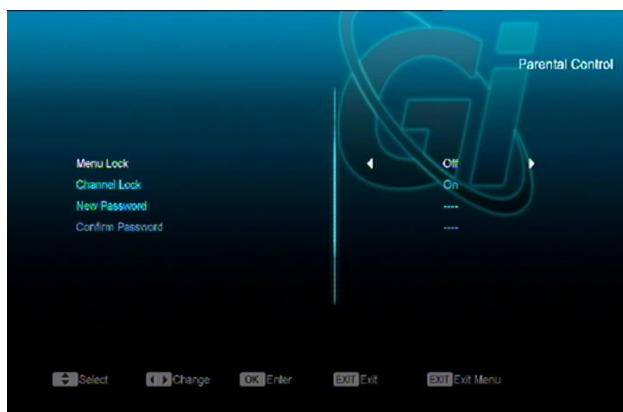 Gi
Parental Control
Menu Lock Off
Channel Lock On
New Password ----
Confirm Password ----
Select Change OK Enter EXIT Exit EXIT Exit Menu